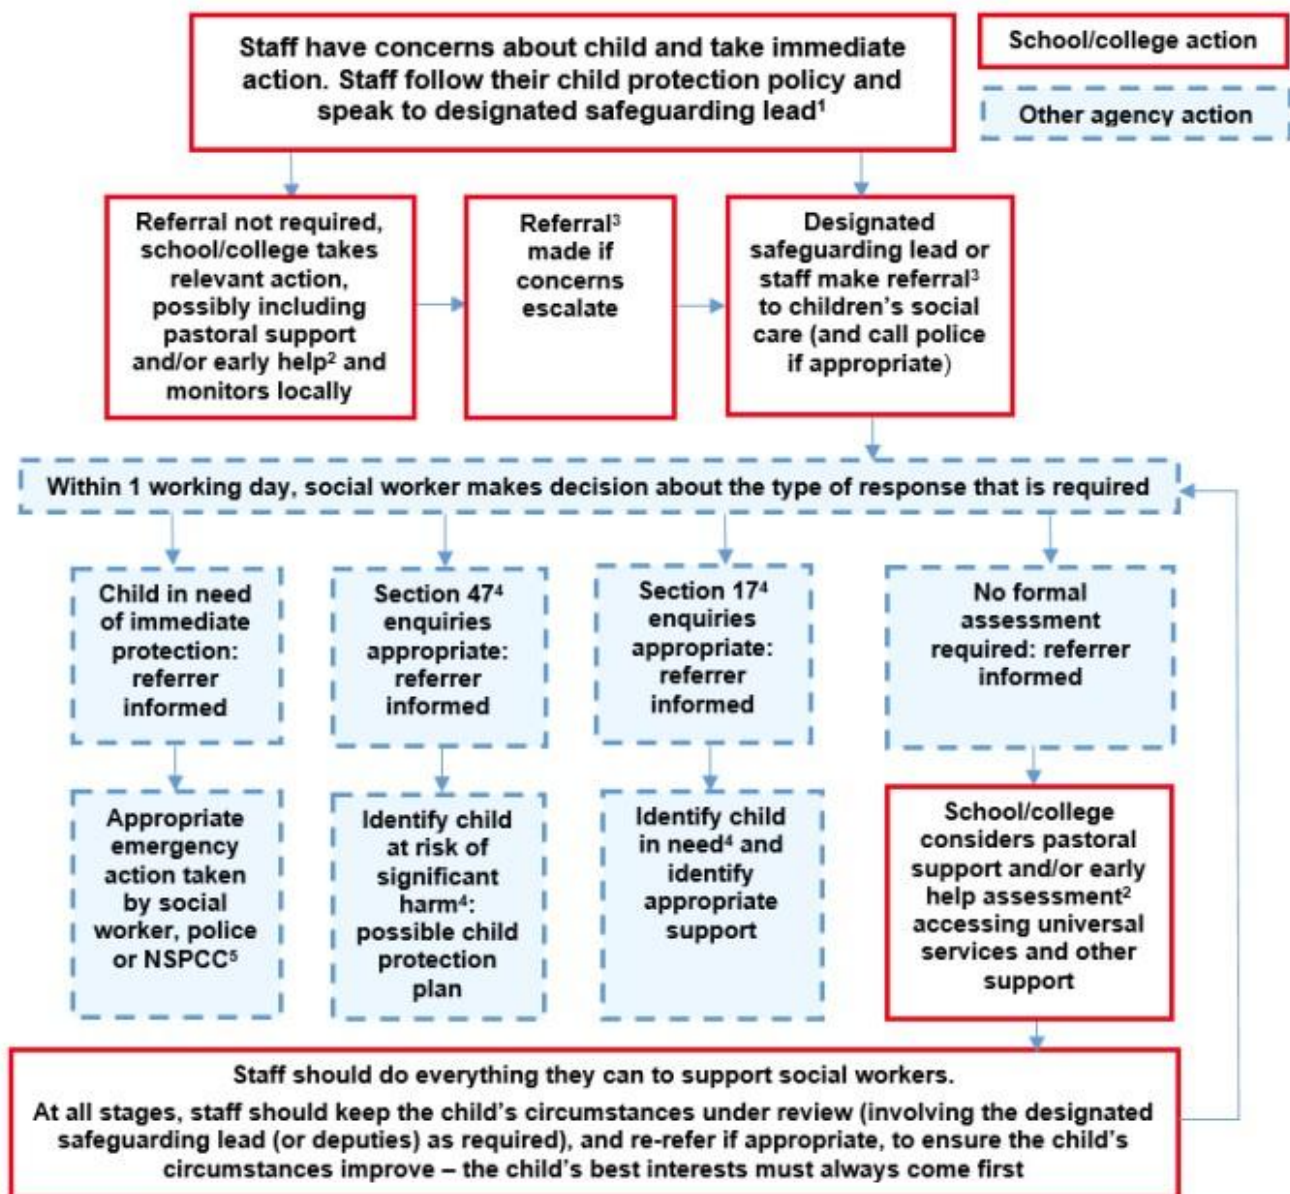 Staff have concerns about child and take immediate
action. Staff follow their child protection policy and
speak to designated safeguarding lead¹
School/college action
Other agency action
Referral not required,
school/college takes
relevant action,
possibly including
pastoral support
and/or early help² and
monitors locally
Referral³
made if
concerns
escalate
Designated
safeguarding lead or
staff make referral³
to children’s social
care (and call police
if appropriate)
Within 1 working day, social worker makes decision about the type of response that is required
Child in need
of immediate
protection:
referrer
informed
Section 47⁴
enquiries
appropriate:
referrer
informed
Section 17⁴
enquiries
appropriate:
referrer
informed
No formal
assessment
required: referrer
informed
Appropriate
emergency
action taken
by social
worker, police
or NSPCC⁵
Identify child
at risk of
significant
harm⁴:
possible child
protection
plan
Identify child
in need⁴ and
identify
appropriate
support
School/college
considers pastoral
support and/or early
help assessment²
accessing universal
services and other
support
Staff should do everything they can to support social workers.
At all stages, staff should keep the child’s circumstances under review (involving the designated
safeguarding lead (or deputies) as required), and re-refer if appropriate, to ensure the child’s
circumstances improve – the child’s best interests must always come first